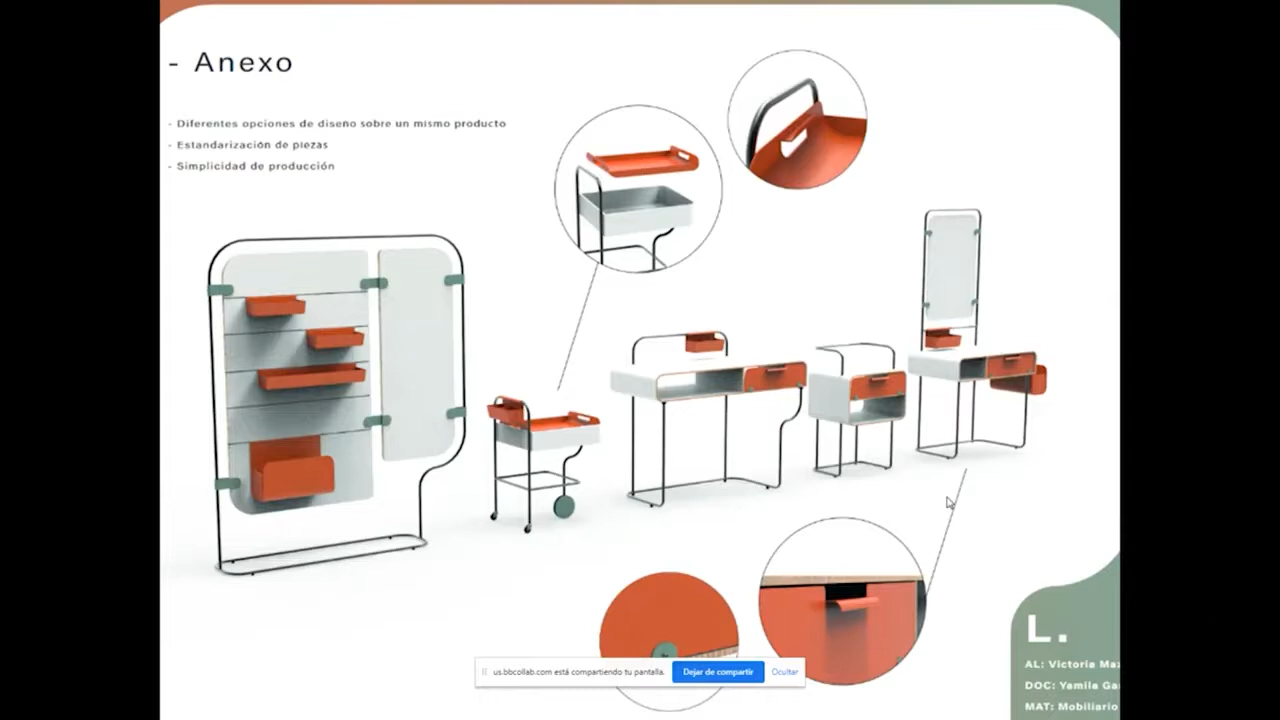 - Anexo
- Diferentes opciones de diseno sobre un mismo producto
- Estandarización de piezas
- Simplicidad de producción
us.bbcollab.com está compartiendo tu pantalla.
Dejar de compartir
Ocultar
L.
AL: Victoria
DOC: Yamila
MAT: Mobiliario